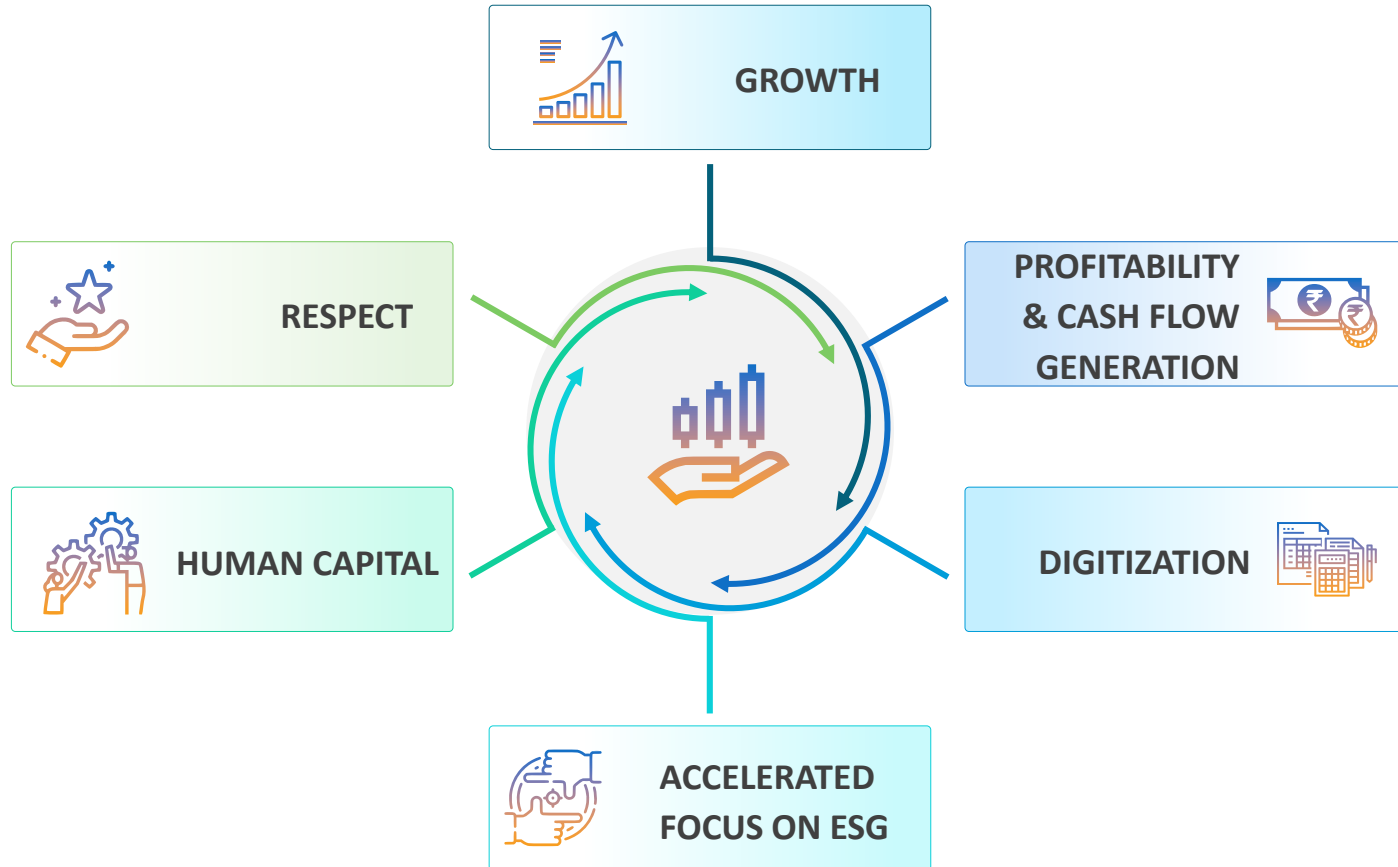 GROWTH
RESPECT
PROFITABILITY
& CASH FLOW
GENERATION
₹
₹
HUMAN CAPITAL
DIGITIZATION
ACCELERATED
FOCUS ON ESG